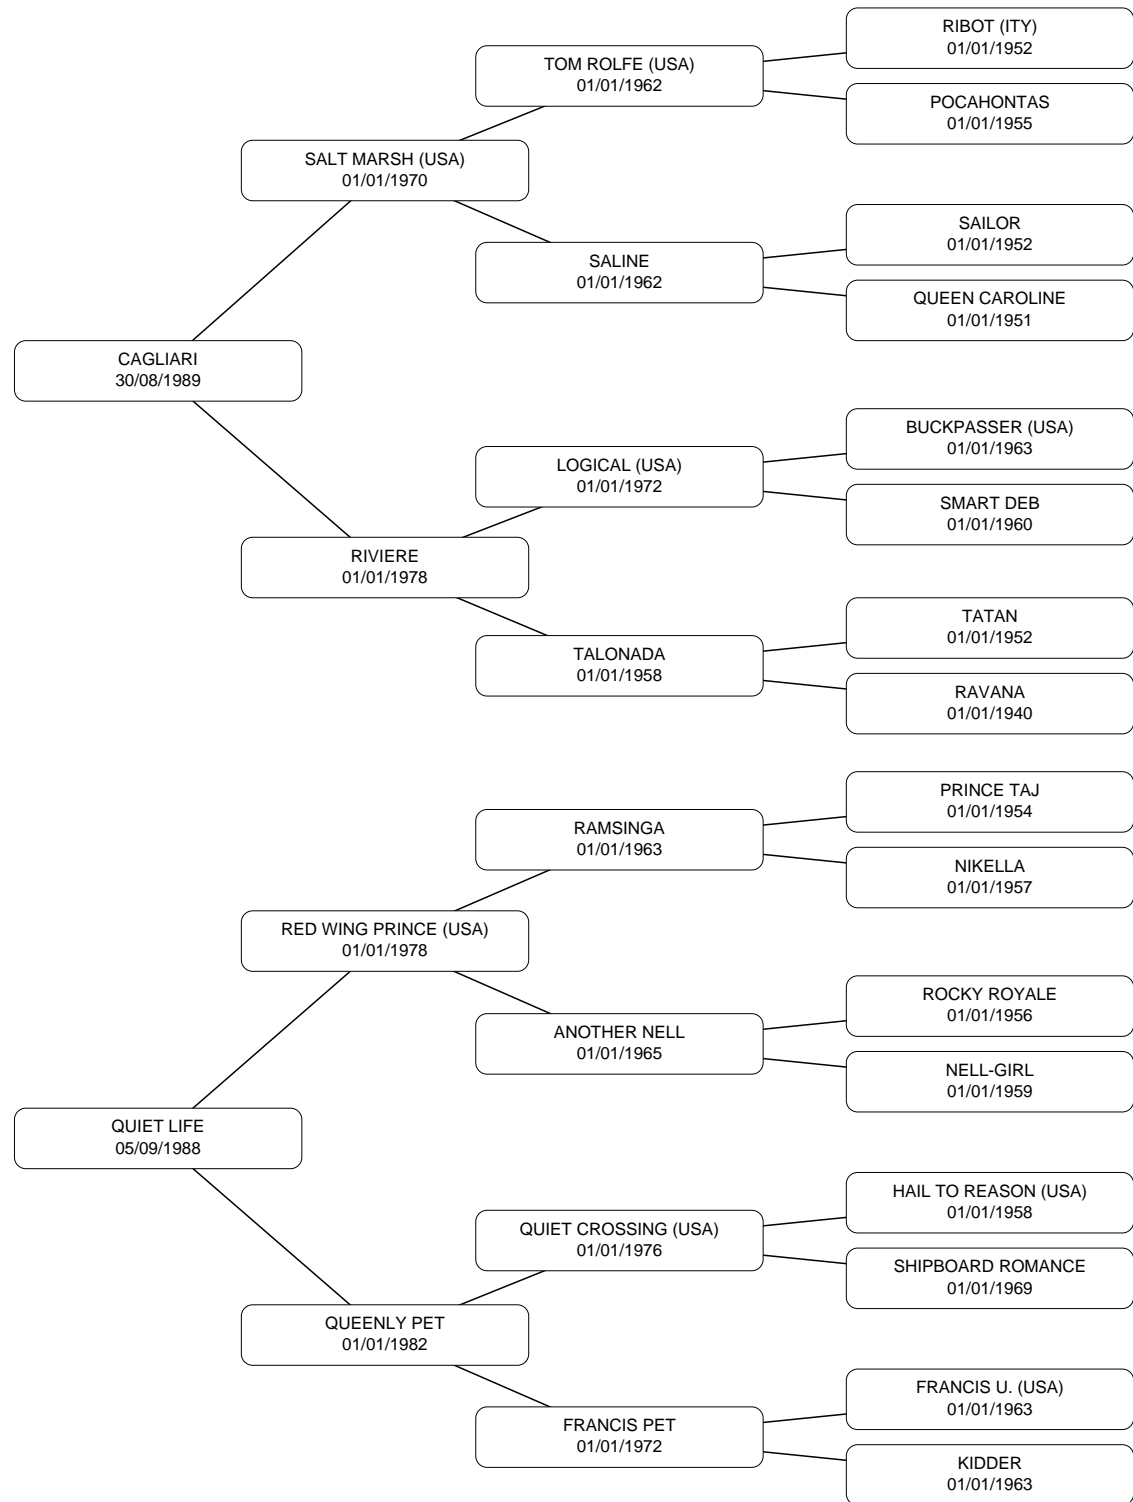 RIBOT (ITY)
01/01/1952
TOM ROLFE (USA)
01/01/1962
POCAHONTAS
01/01/1955
SALT MARSH (USA)
01/01/1970
SAILOR
01/01/1952
SALINE
01/01/1962
QUEEN CAROLINE
01/01/1951
CAGLIARI
30/08/1989
BUCKPASSER (USA)
01/01/1963
LOGICAL (USA)
01/01/1972
SMART DEB
01/01/1960
RIVIERE
01/01/1978
TATAN
01/01/1952
TALONADA
01/01/1958
RAVANA
01/01/1940
PRINCE TAJ
01/01/1954
RAMSINGA
01/01/1963
NIKELLA
01/01/1957
RED WING PRINCE (USA)
01/01/1978
ROCKY ROYALE
01/01/1956
ANOTHER NELL
01/01/1965
NELL-GIRL
01/01/1959
QUIET LIFE
05/09/1988
HAIL TO REASON (USA)
01/01/1958
QUIET CROSSING (USA)
01/01/1976
SHIPBOARD ROMANCE
01/01/1969
QUEENLY PET
01/01/1982
FRANCIS U. (USA)
01/01/1963
FRANCIS PET
01/01/1972
KIDDER
01/01/1963